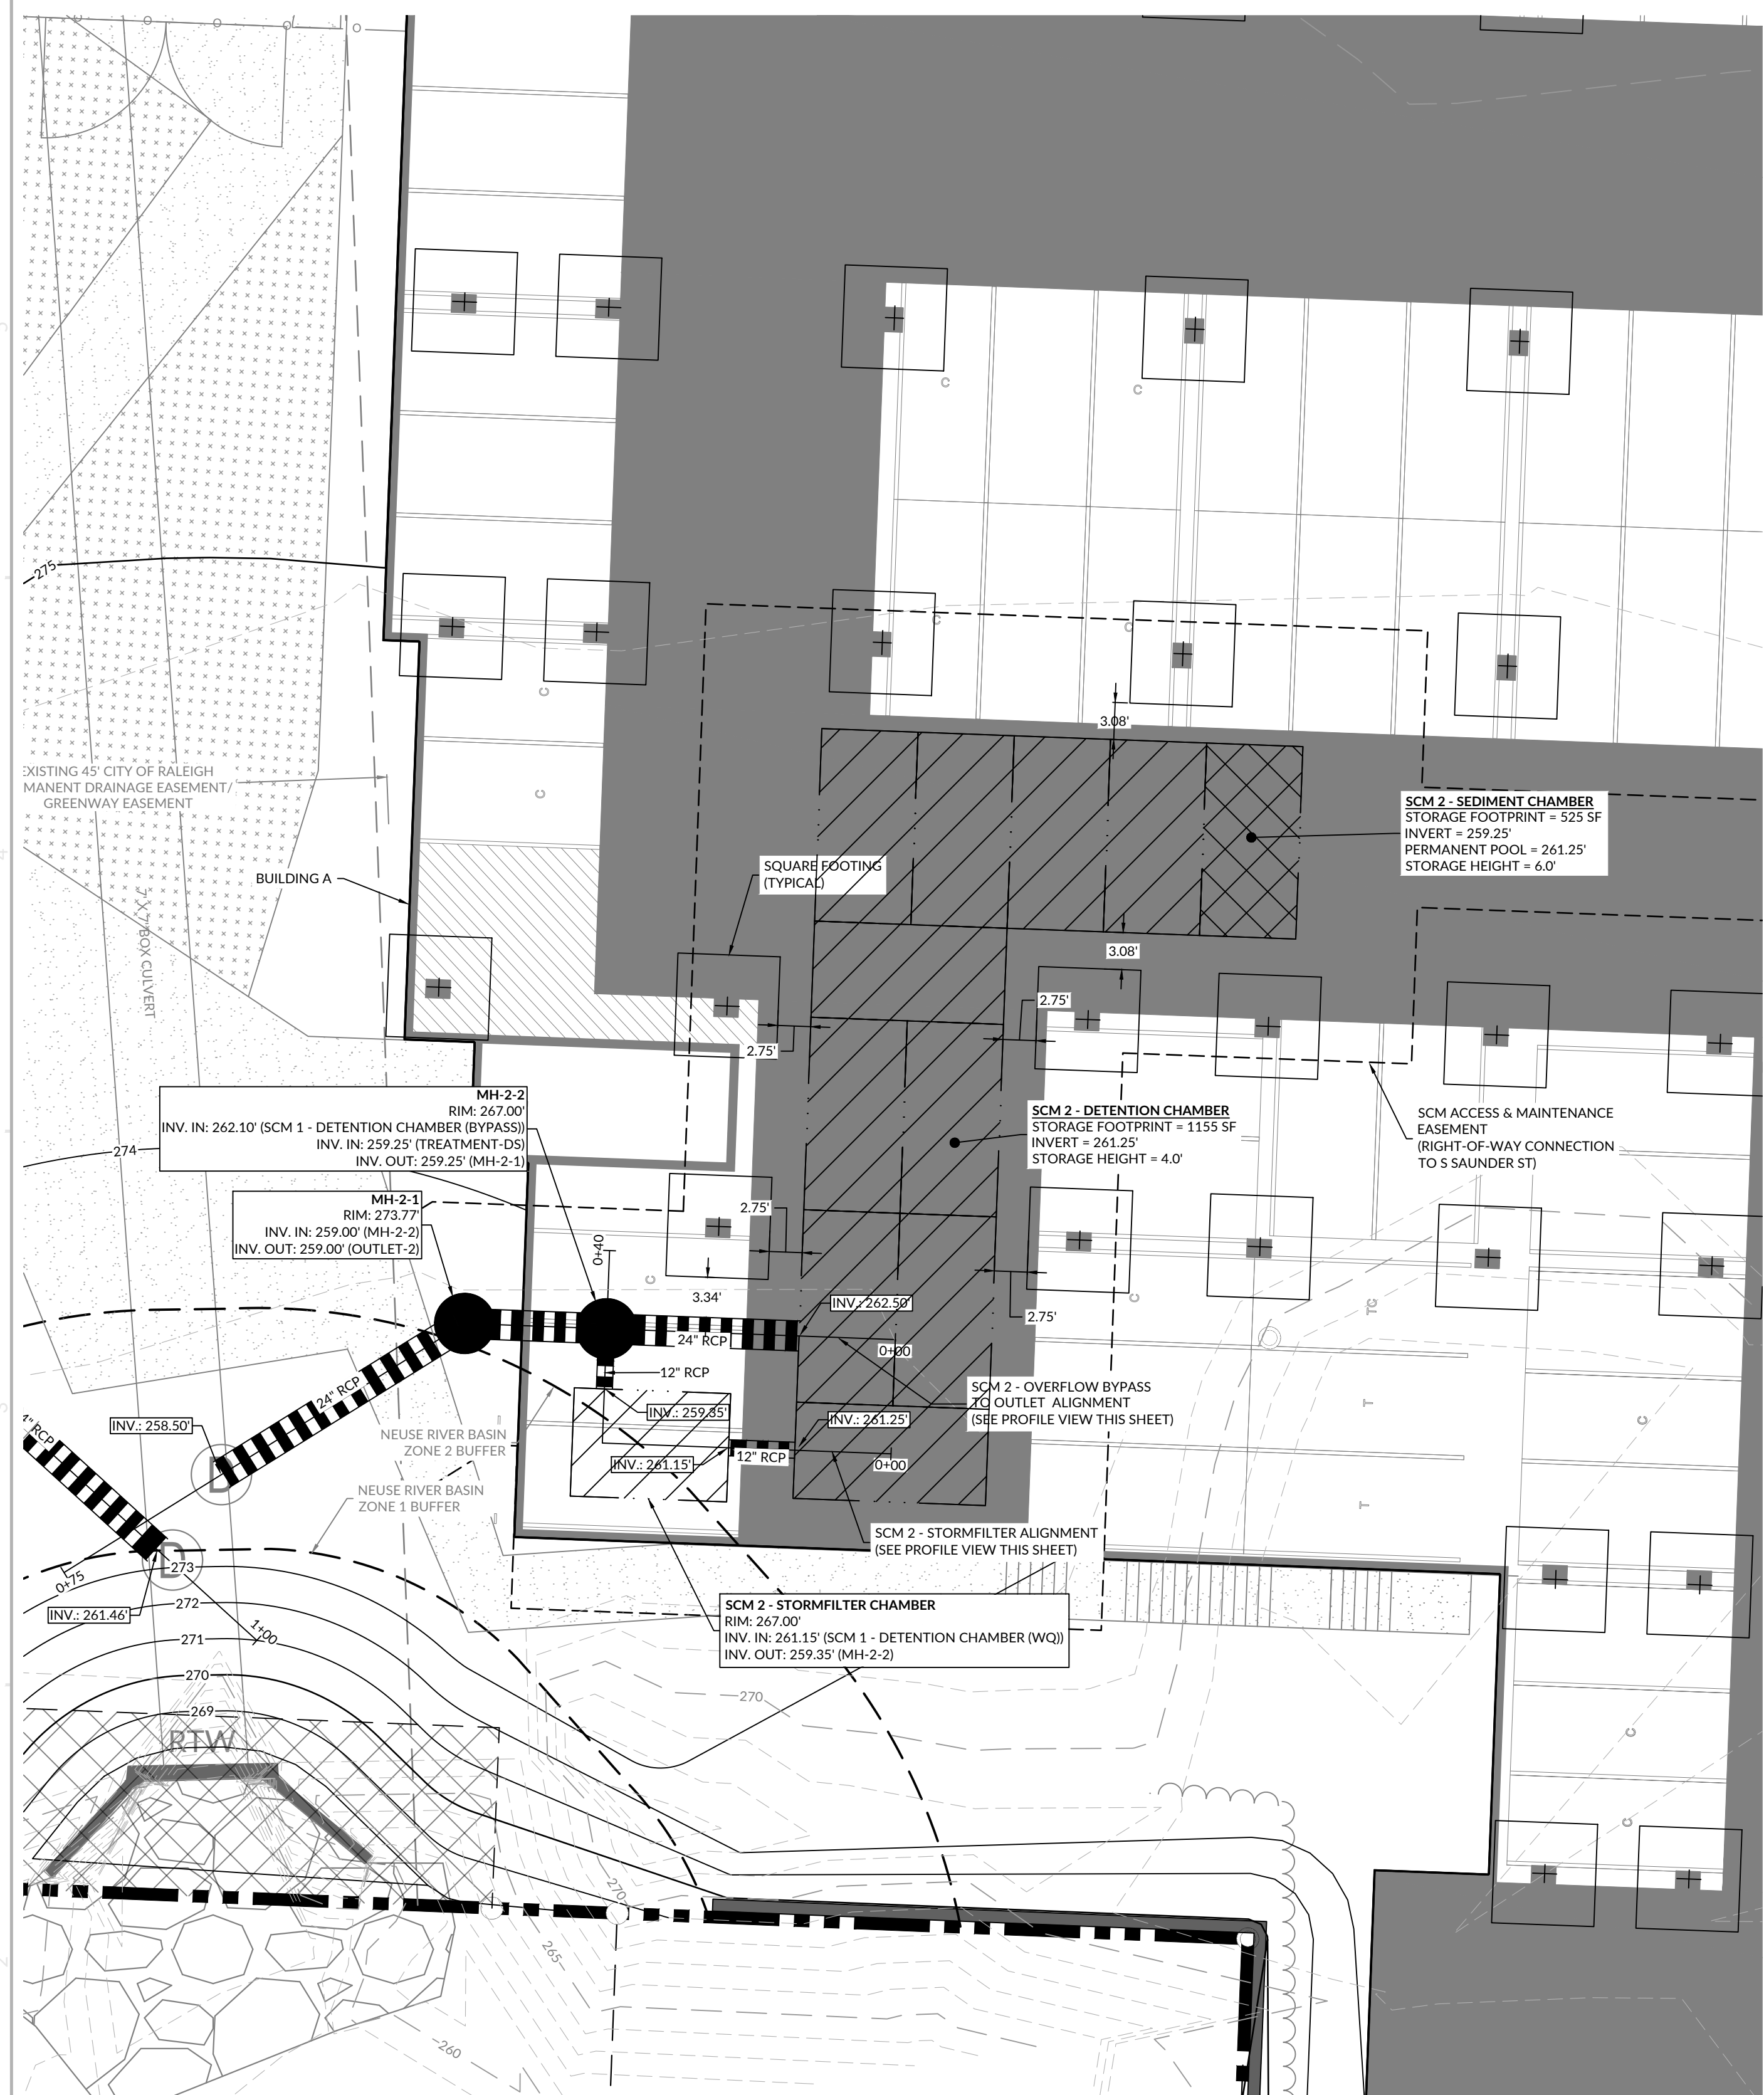 275
C
C
C
C
C
C
C
3.08'
EXISTING 45' CITY OF RALEIGH
MANENT DRAINAGE EASEMENT/
GREENWAY EASEMENT
SCM 2 - SEDIMENT CHAMBER
STORAGE FOOTPRINT = 525 SF
INVERT = 259.25'
PERMANENT POOL = 261.25'
STORAGE HEIGHT = 6.0'
SQUARE FOOTING
(TYPICAL)
BUILDING A
7' X 7' BOX CULVERT
3.08'
2.75'
2.75'
MH-2-2
RIM: 267.00'
INV. IN: 262.10' (SCM 1 - DETENTION CHAMBER (BYPASS))
INV. IN: 259.25' (TREATMENT-DS)
INV. OUT: 259.25' (MH-2-1)
SCM 2 - DETENTION CHAMBER
STORAGE FOOTPRINT = 1155 SF
INVERT = 261.25'
STORAGE HEIGHT = 4.0'
SCM ACCESS & MAINTENANCE
EASEMENT
(RIGHT-OF-WAY CONNECTION
TO S SAUNDER ST)
274
MH-2-1
RIM: 273.77'
INV. IN: 259.00' (MH-2-2)
INV. OUT: 259.00' (OUTLET-2)
2.75'
0+40
C
3.34'
INV.: 262.50'
2.75'
C
TC
24" RCP
0+00
12" RCP
24" RCP
SCM 2 - OVERFLOW BYPASS
TO OUTLET ALIGNMENT
(SEE PROFILE VIEW THIS SHEET)
T
C
INV.: 259.35'
INV.: 261.25'
INV.: 258.50'
4" RCP
NEUSE RIVER BASIN
ZONE 2 BUFFER
12" RCP
INV.: 261.15'
0+00
D
NEUSE RIVER BASIN
ZONE 1 BUFFER
T
SCM 2 - STORMFILTER ALIGNMENT
(SEE PROFILE VIEW THIS SHEET)
D
273
0+75
272
INV.: 261.46'
1+00
271
SCM 2 - STORMFILTER CHAMBER
RIM: 267.00'
INV. IN: 261.15' (SCM 1 - DETENTION CHAMBER (WQ))
INV. OUT: 259.35' (MH-2-2)
270
270
269
RTW
C
C
270
265
260